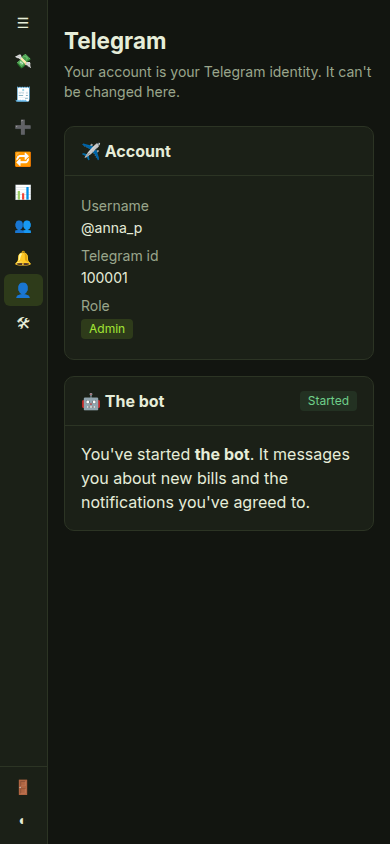 Telegram
Your account is your Telegram identity. It can't
be changed here.
Account
Username
@anna_p
Telegram id
100001
Role
Admin
The bot
Started
You've started the bot. It messages
you about new bills and the
notifications you've agreed to.